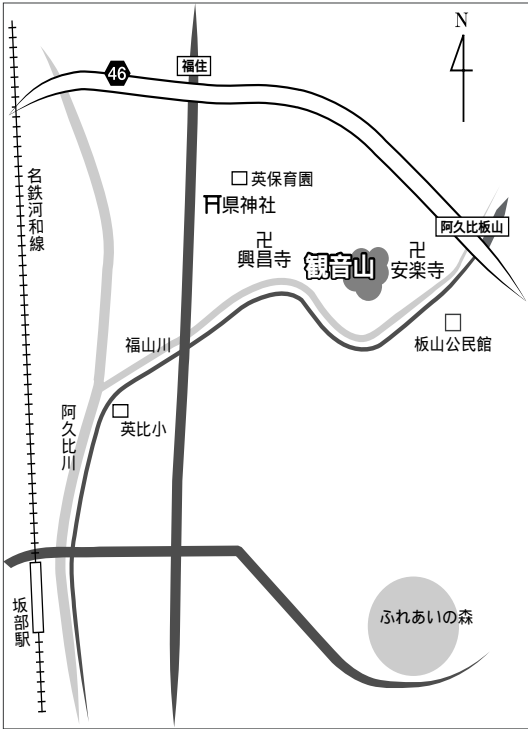 N
46
福住
名鉄河和線
英保育園
県神社
阿久比板山
卍
興昌寺
観音山
卍
安楽寺
福山川
板山公民館
阿久比川
英比小
坂部駅
ふれあいの森